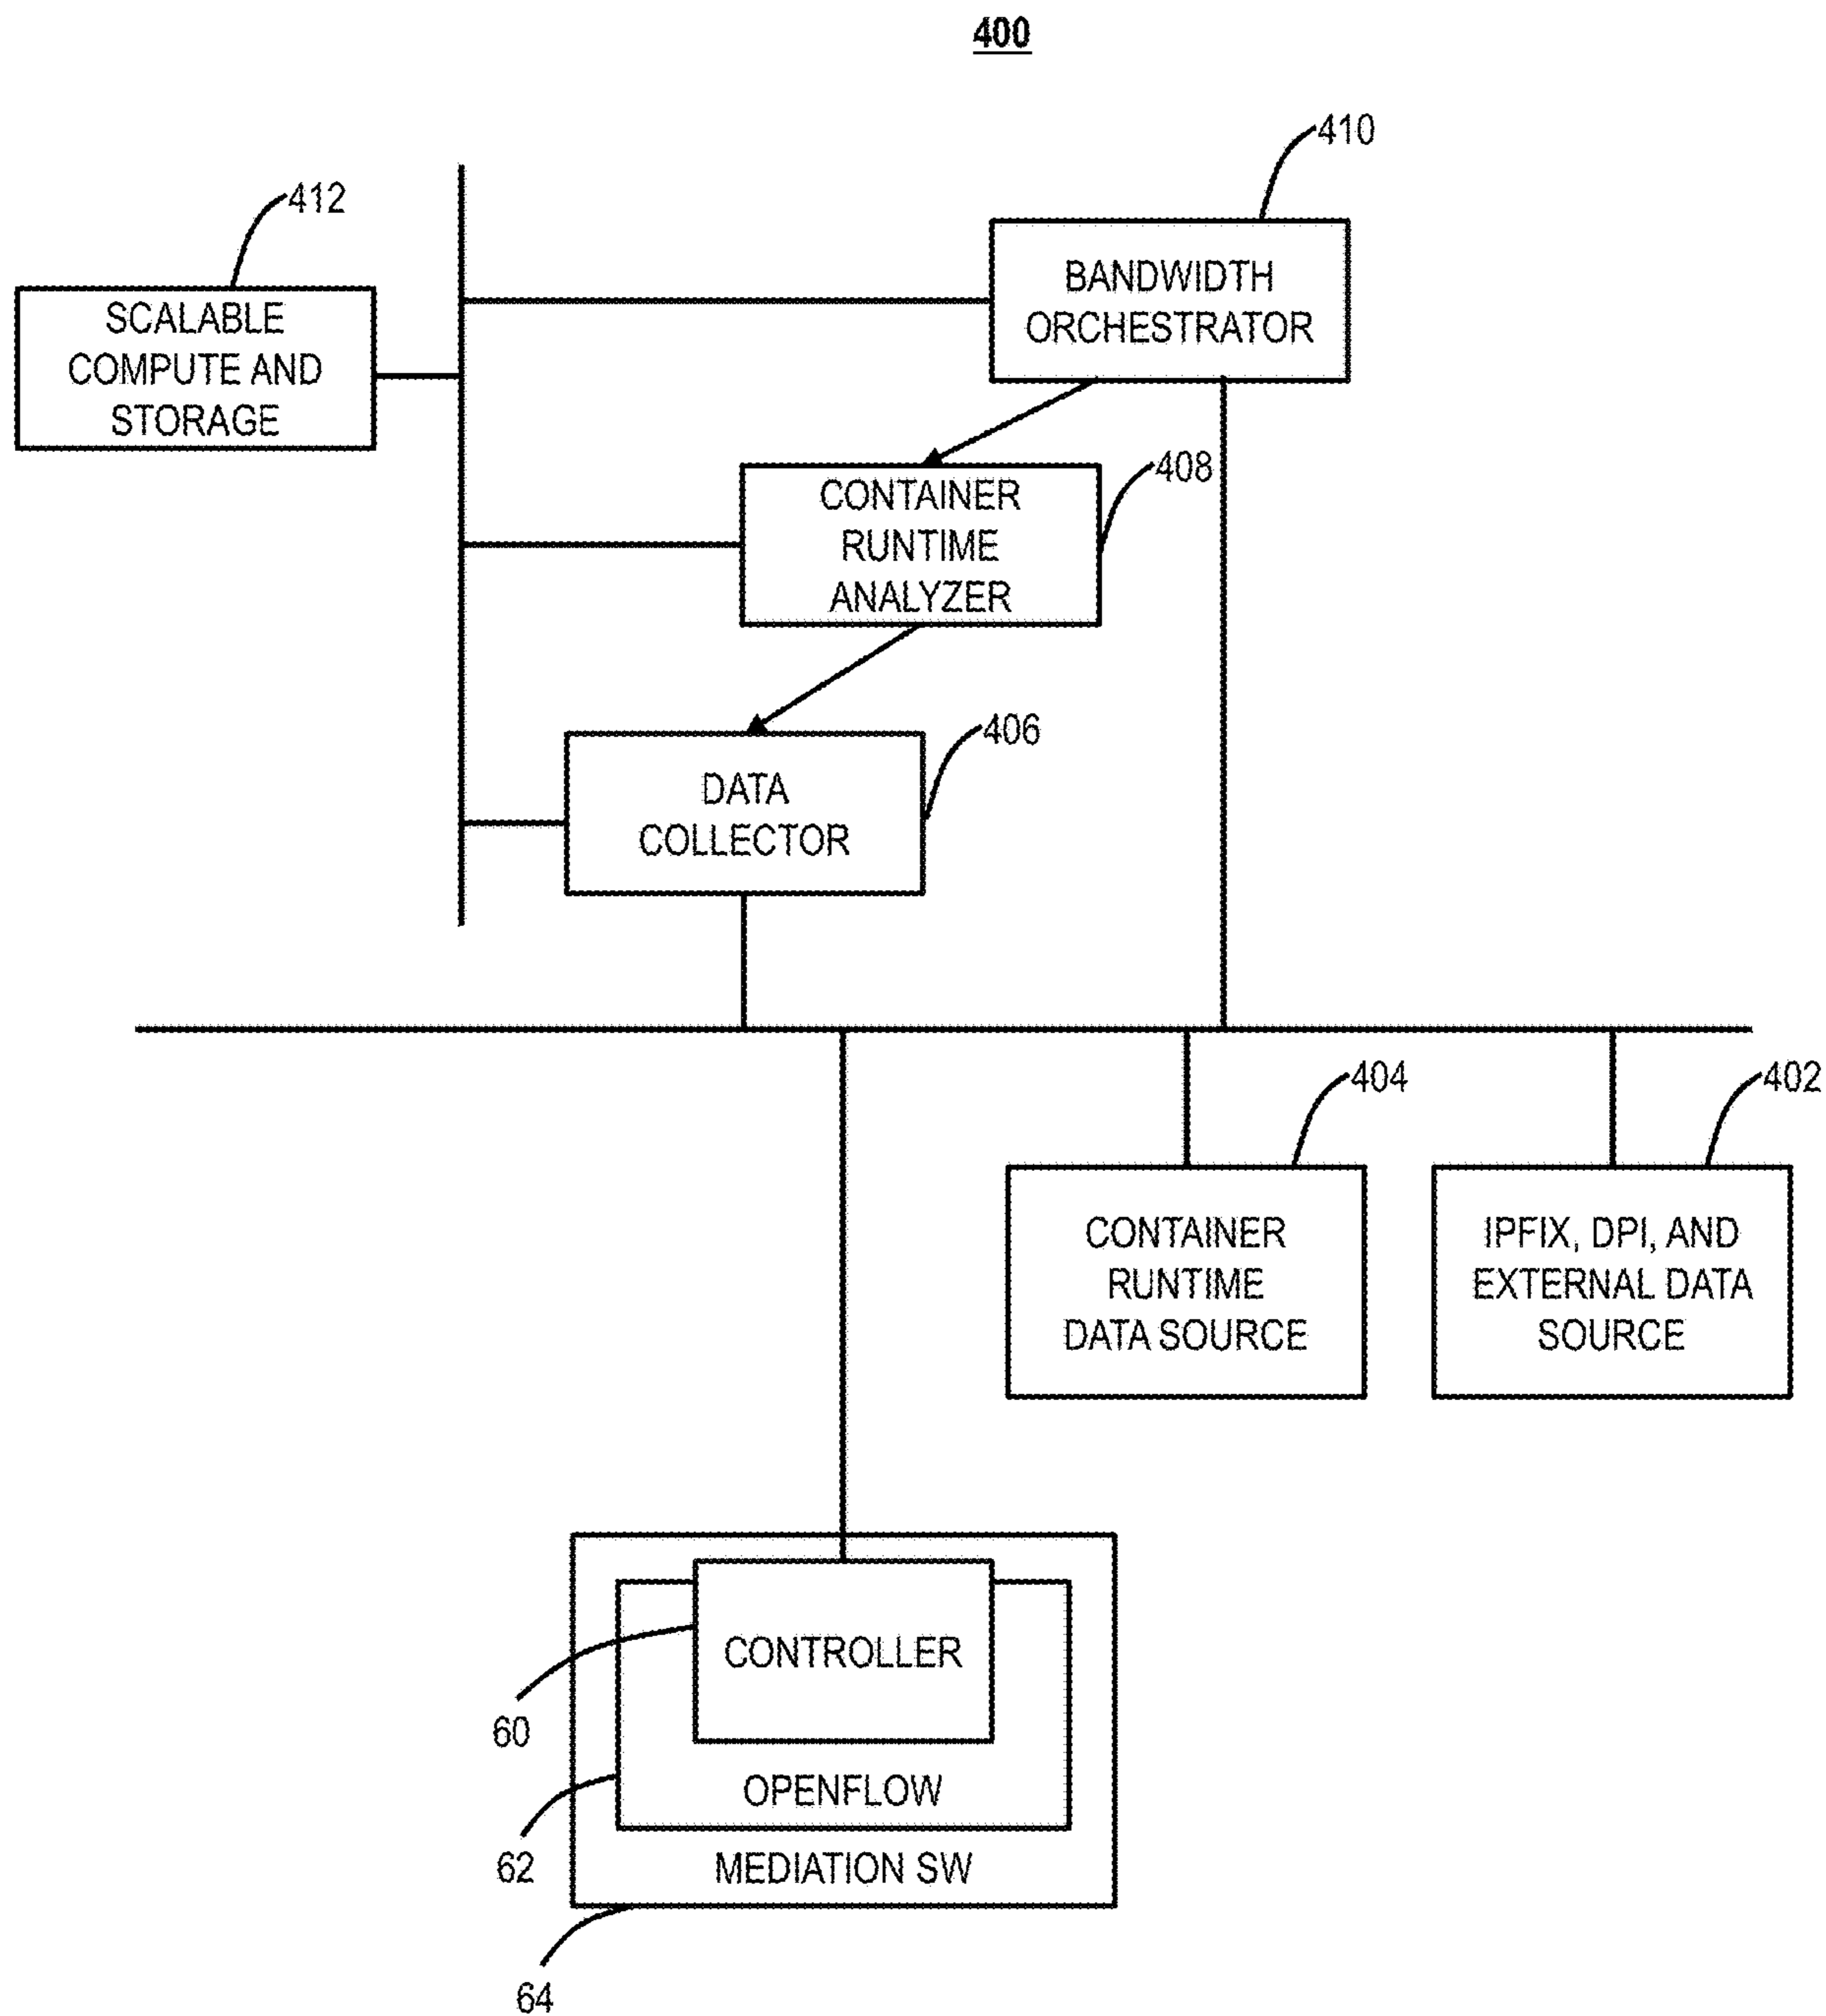 400
410
412
BANDWIDTH
ORCHESTRATOR
SCALABLE
COMPUTE AND
STORAGE
408
CONTAINER
RUNTIME
ANALYZER
406
DATA
COLLECTOR
404
402
CONTAINER
RUNTIME
DATA SOURCE
IPFIX, DPI, AND
EXTERNAL DATA
SOURCE
CONTROLLER
60
OPENFLOW
62
MEDIATION SW
64